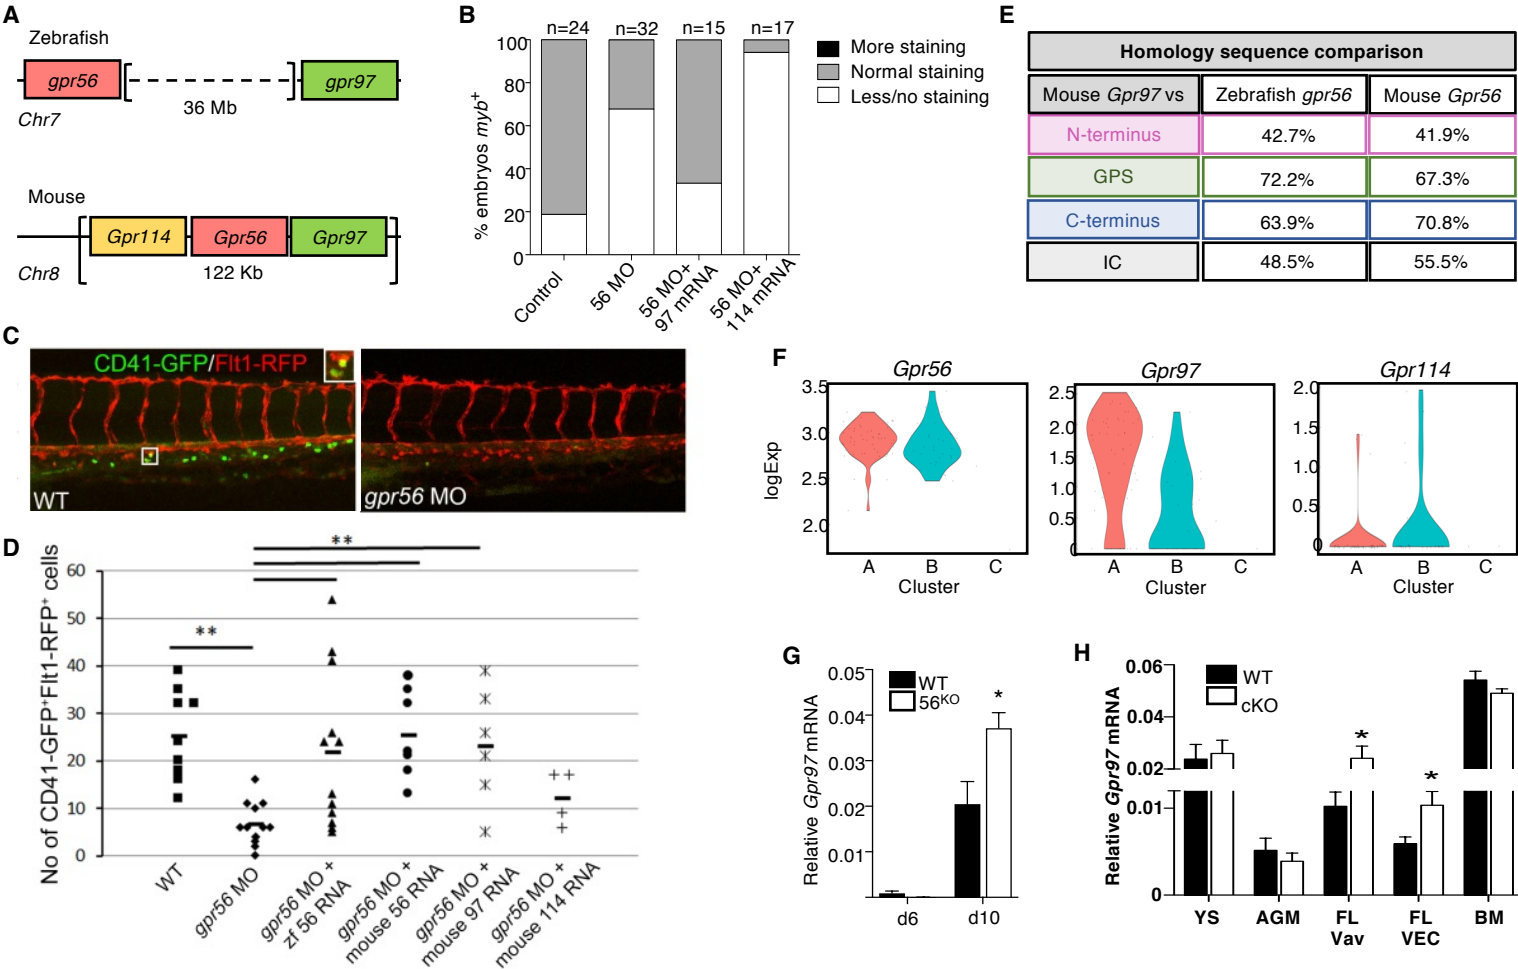 A
Zebrafish
gpr56
gpr97
36 Mb
Chr7
Mouse
Gpr114
Gpr56
Gpr97
Chr8
122 Kb
B
n=24
n=32
n=15
n=17
% embryos myb+
100
80
60
40
20
0
Control
56 MO
56 MO+
97 mRNA
56 MO+
114 mRNA
More staining
Normal staining
Less/no staining
E
Homology sequence comparison
Mouse Gpr97 vs
Zebrafish gpr56
Mouse Gpr56
N-terminus
42.7%
41.9%
GPS
72.2%
67.3%
C-terminus
63.9%
70.8%
IC
48.5%
55.5%
C
CD41-GFP/Flt1-RFP
WT
gpr56 MO
D
No of CD41-GFP+Flt1-RFP+ cells
60
50
40
30
20
10
0
**
**
WT
gpr56 MO
gpr56 MO +
zf 56 RNA
gpr56 MO +
mouse 56 RNA
gpr56 MO +
mouse 97 RNA
gpr56 MO +
mouse 114 RNA
F
Gpr56
logExp
3.5
3.0
2.5
2.0
A
B
C
Cluster
Gpr97
2.5
2.0
1.5
1.0
0.5
0
A
B
C
Cluster
Gpr114
2.0
1.5
1.0
0.5
0
A
B
C
Cluster
G
Relative Gpr97 mRNA
0.05
0.04
0.03
0.02
0.01
WT
56KO
*
d6
d10
H
Relative Gpr97 mRNA
0.06
0.04
0.02
0.01
0
WT
cKO
*
*
YS
AGM
FL
Vav
FL
VEC
BM